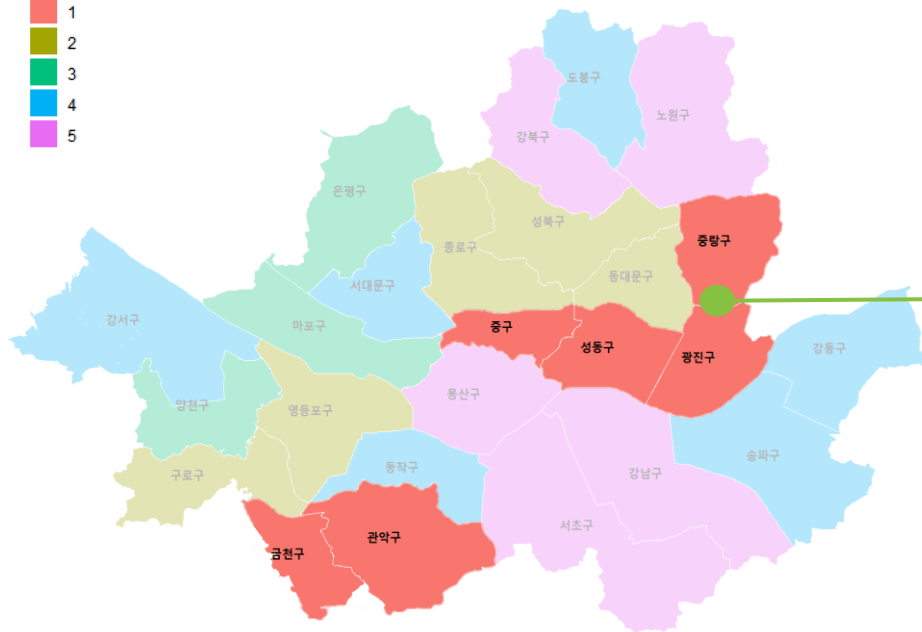 1
2
3
4
5
도봉구
노원구
강북구
은평구
성북구
중랑구
종로구
동대문구
서대문구
강서구
마포구
중구
성동구
광진구
강동구
용산구
양천구
영등포구
송파구
동작구
강남구
구로구
서초구
관악구
금천구